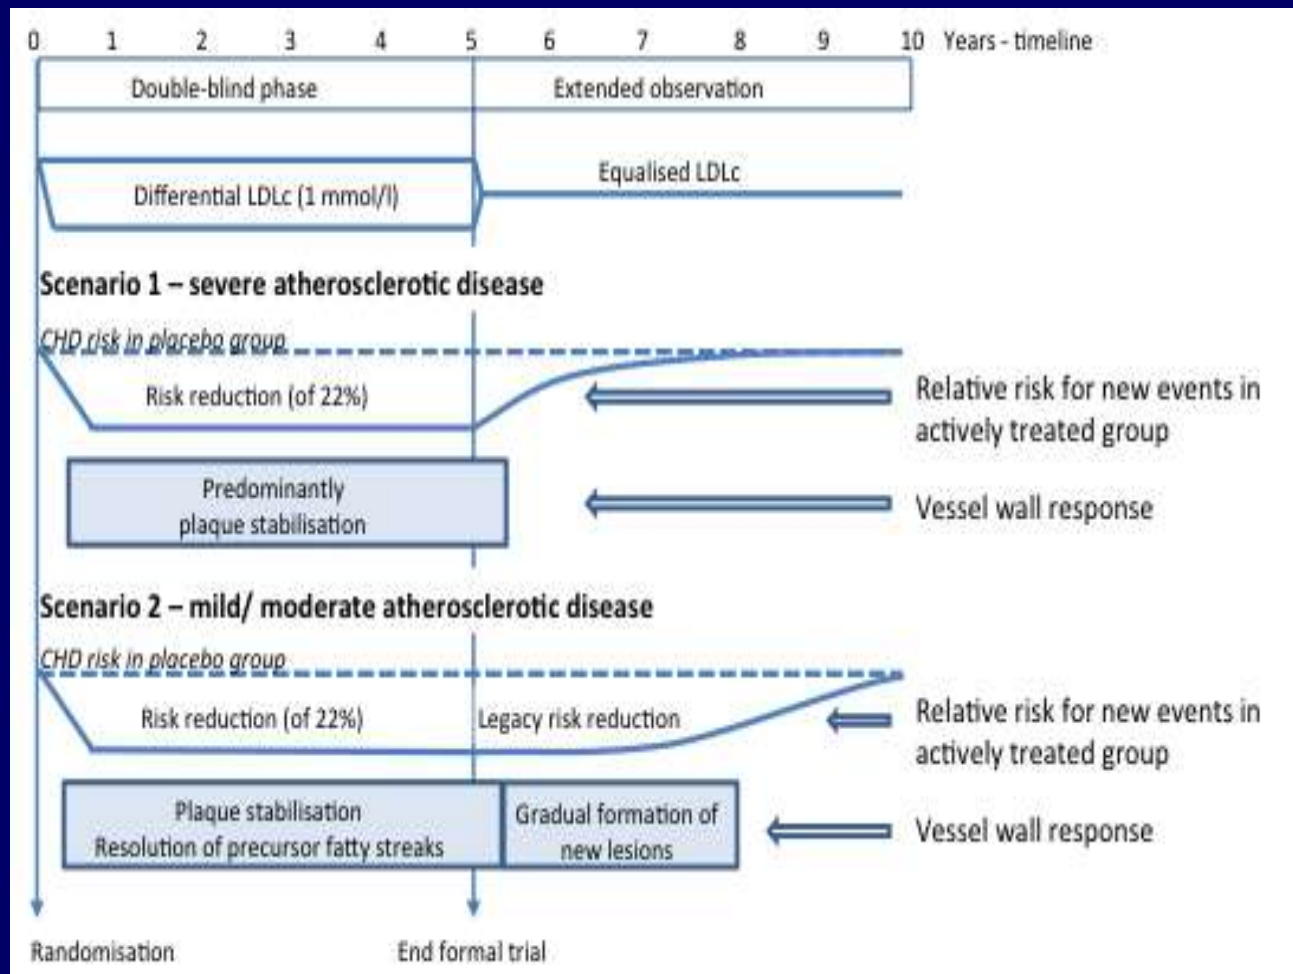 0 1 2 3 4 5 6 7 8 9 10 Years - timeline
Double-blind phase
Extended observation
Equalised LDLc
Differential LDLc (1 mmol/l)
Scenario 1 – severe atherosclerotic disease
CHD risk in placebo group
Risk reduction (of 22%)
Relative risk for new events in
actively treated group
Predominantly
plaque stabilisation
Vessel wall response
Scenario 2 – mild/ moderate atherosclerotic disease
CHD risk in placebo group
Risk reduction (of 22%)
Legacy risk reduction
Relative risk for new events in
actively treated group
Plaque stabilisation
Resolution of precursor fatty streaks
Gradual formation of
new lesions
Vessel wall response
Randomisation
End formal trial